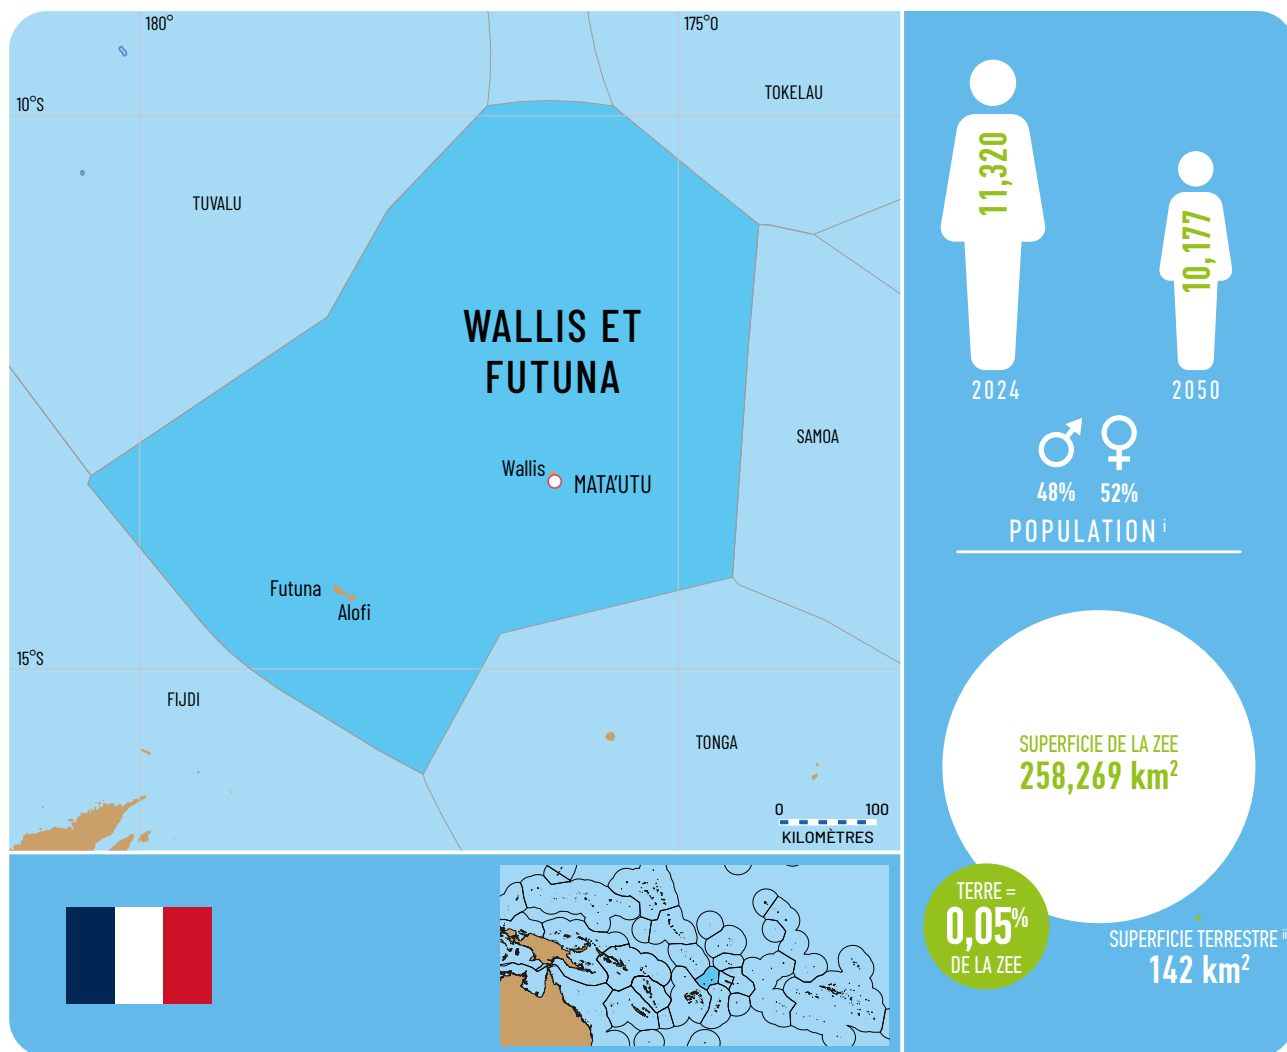 180°
175°O
10°S
TOKELAU
TUVALU
WALLIS ET
FUTUNA
SAMOA
Wallis
MATA'UTU
Futuna
Alofi
15°S
FIJDI
TONGA
0 100
KILOMÈTRES
11,320
10,177
2024 2050
48% 52%
POPULATION i
SUPERFICIE DE LA ZEE
258,269 km²
TERRE =
0,05%
DE LA ZEE
SUPERFICIE TERRESTRE ii
142 km²